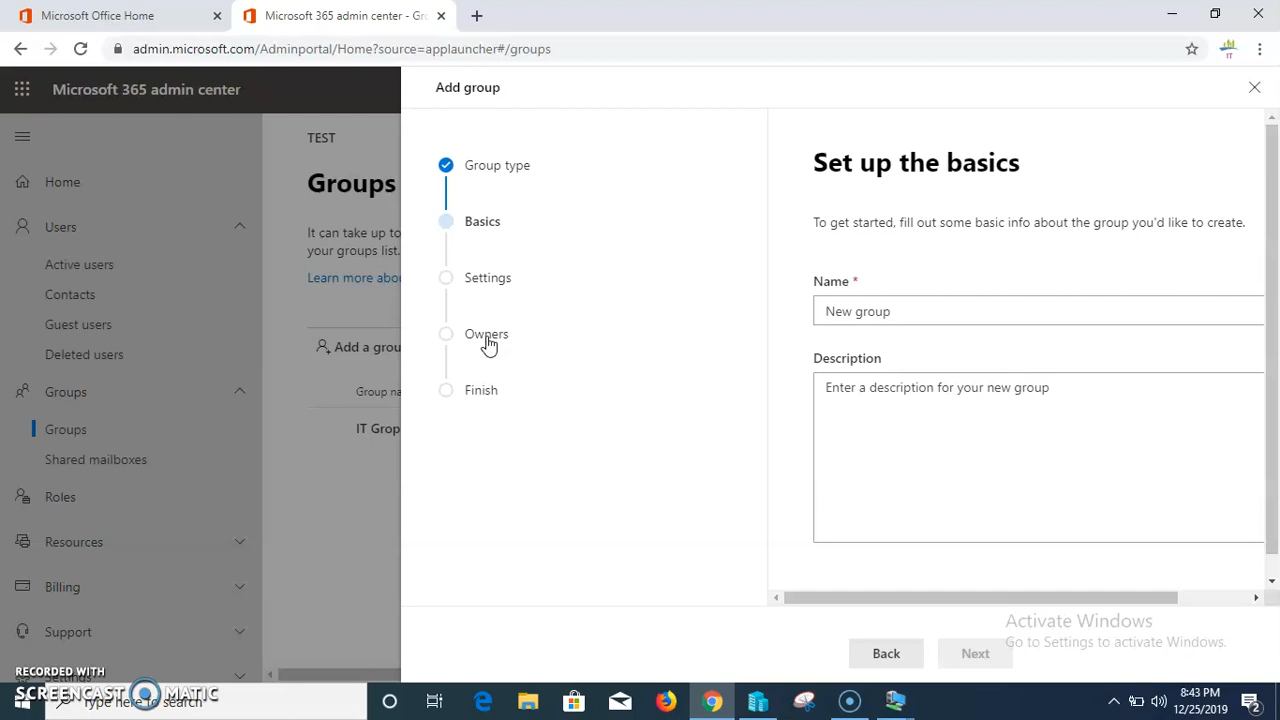 Microsoft Office Home
Microsoft 365 admin center - Gro
admin.microsoft.com/Adminportal/Home?source=applauncher#/groups
IT
Microsoft 365 admin center
Add group
TEST
Home
Groups
Users
It can take up to
your groups list.
Active users
Learn more abou
Contacts
Guest users
Deleted users
Add a grou
Groups
Group na
Groups
IT Grop
Shared mailboxes
Roles
Resources
Billing
Support
Group type
Basics
Settings
Owners
Finish
Set up the basics
To get started, fill out some basic info about the group you'd like to create.
Name *
New group
Description
Enter a description for your new group
Back
Next
Activate Windows
Go to Settings to activate Windows.
RECORDED WITH
SCREENCAST MATIC
Type here to search
8:43 PM
12/25/2019
2